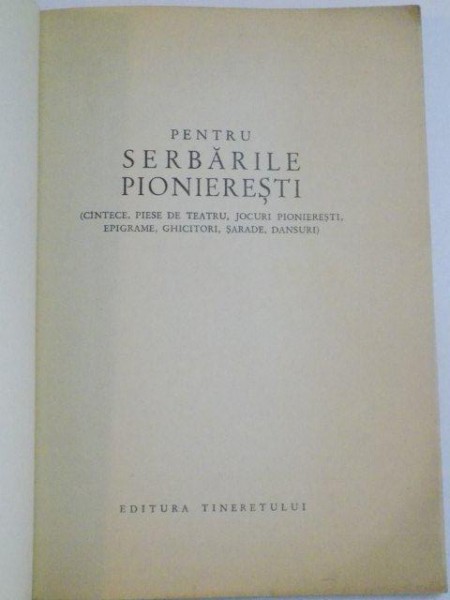 PENTRU
SERBĂRILE
PIONIEREȘTI
(CÎNTECE, PIESE DE TEATRU, JOCURI PIONIEREȘTI,
EPIGRAME, GHICITORI, ȘARADE, DANSURI)
EDITURA TINERETULUI